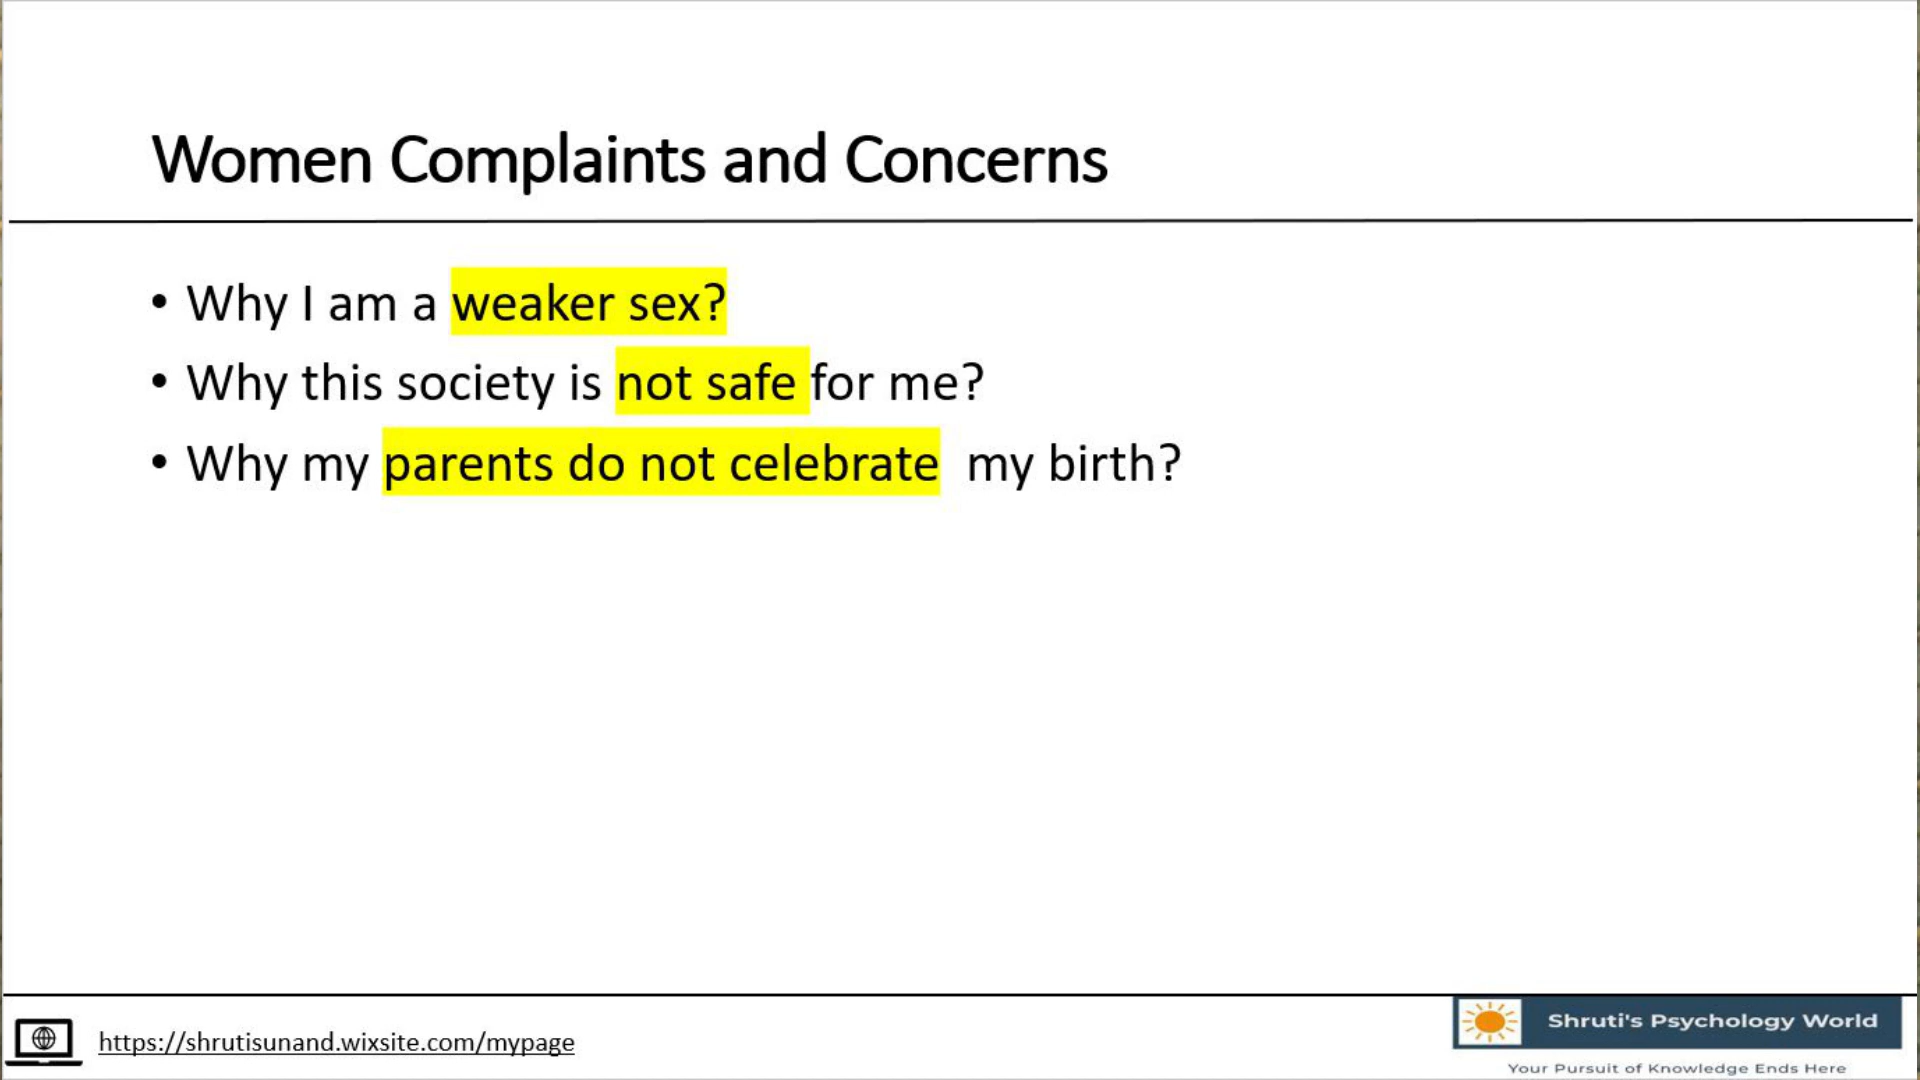 Women Complaints and Concerns
• Why I am a weaker sex?
• Why this society is not safe for me?
• Why my parents do not celebrate my birth?
https://shrutisunand.wixsite.com/mypage
Shruti's Psychology World
Your Pursuit of Knowledge Ends Here